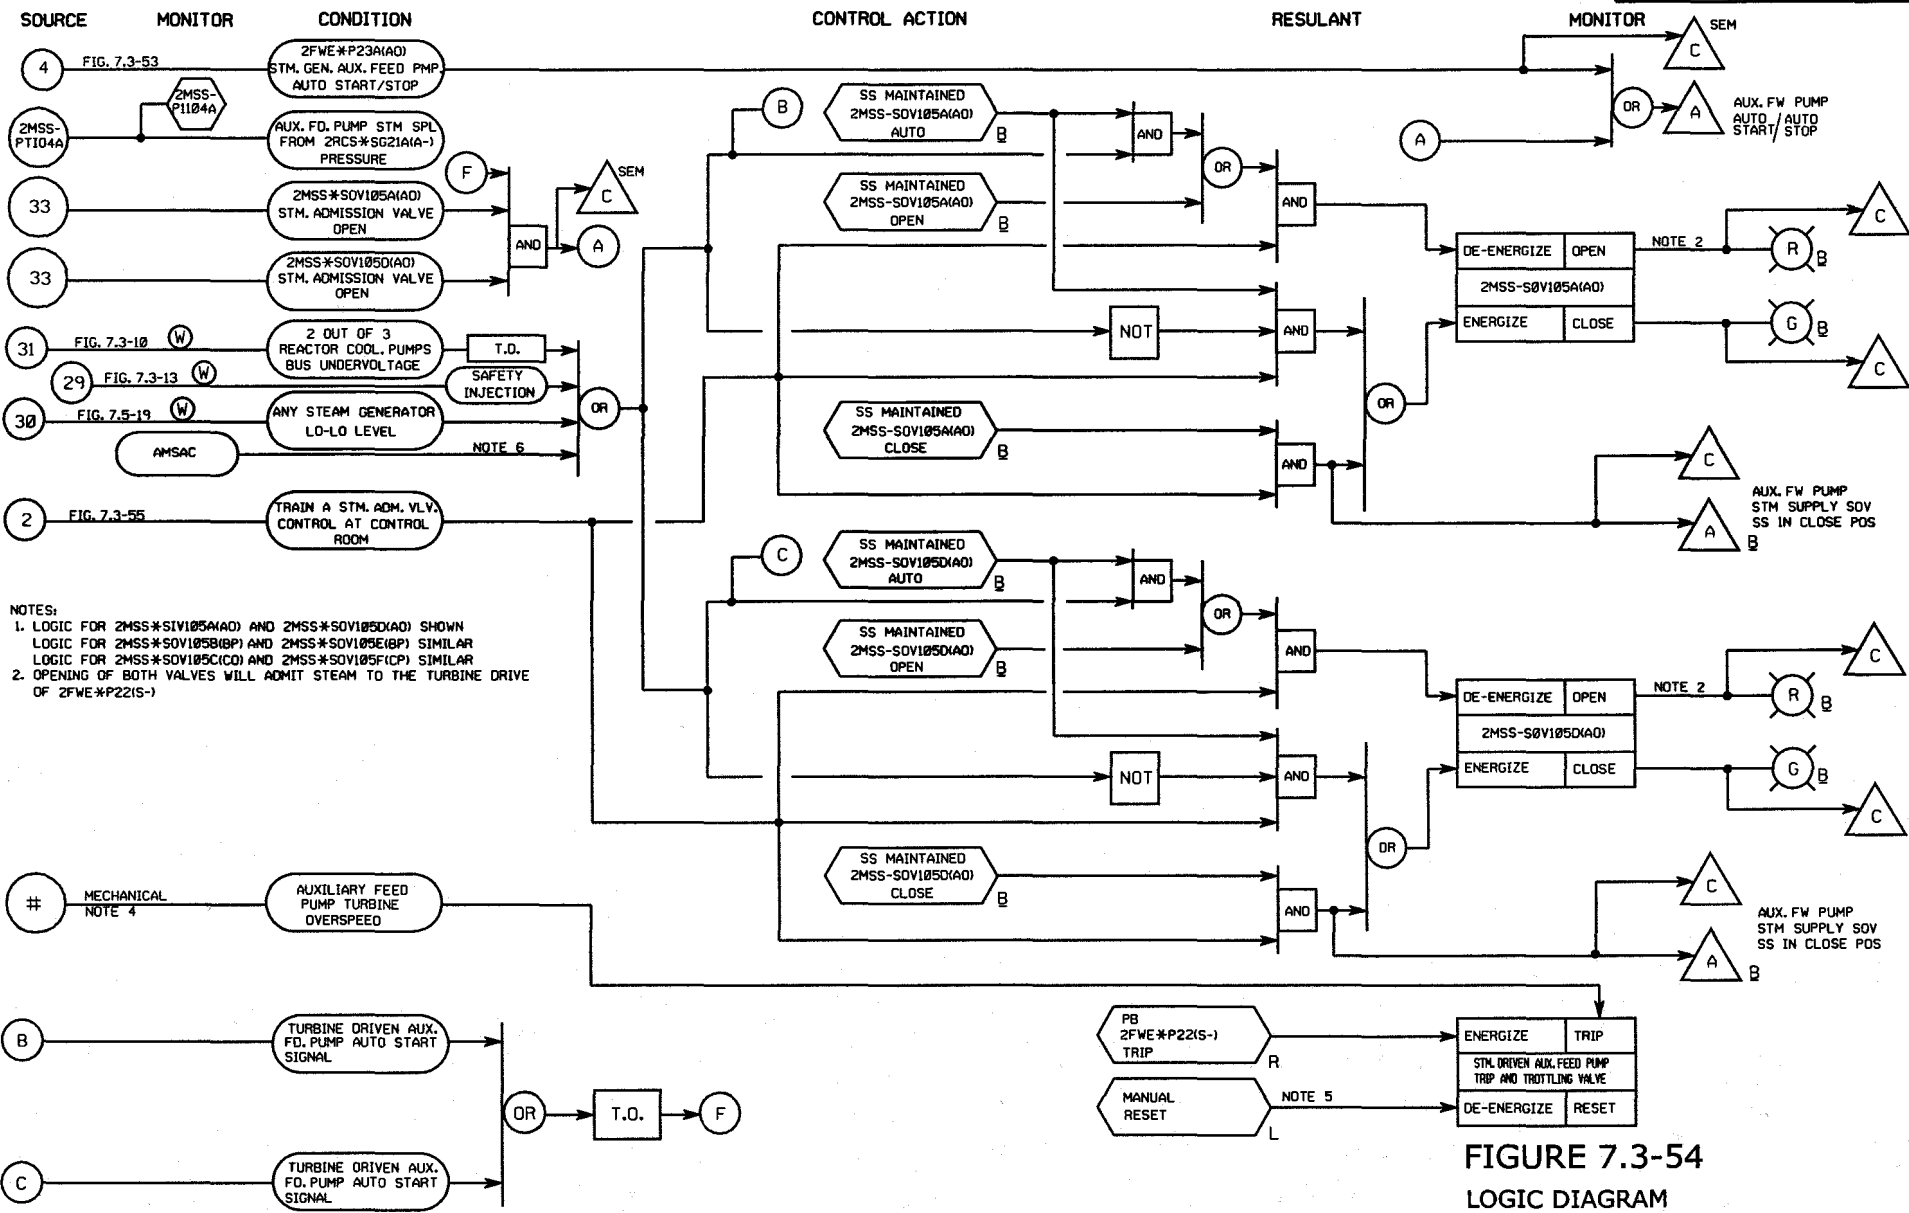 SOURCE MONITOR CONDITION CONTROL ACTION RESULANT MONITOR
4
FIG. 7.3-53
2FWE*P23A(AO)
STM. GEN. AUX. FEED PMP.
AUTO START/STOP
SEM
C
2MSS-
PT104A
2MSS-
P1104A
AUX. FD. PUMP STM SPL
FROM 2RCS*SG21A(A-)
PRESSURE
A
OR
A
AUX. FW PUMP
AUTO / AUTO
START / STOP
33
2MSS*SOV105A(AO)
STM. ADMISSION VALVE
OPEN
33
2MSS*SOV105D(AO)
STM. ADMISSION VALVE
OPEN
F
AND
SEM
C
A
31
FIG. 7.3-10
W
2 OUT OF 3
REACTOR COOL. PUMPS
BUS UNDERVOLTAGE
T.D.
29
FIG. 7.3-13
W
SAFETY
INJECTION
30
FIG. 7.5-19
W
ANY STEAM GENERATOR
LO-LO LEVEL
AMSAC
NOTE 6
OR
2
FIG. 7.3-55
TRAIN A STM. ADM. VLV.
CONTROL AT CONTROL
ROOM
B
SS MAINTAINED
2MSS-SOV105A(AO)
AUTO
B
SS MAINTAINED
2MSS-SOV105A(AO)
OPEN
B
AND
OR
AND
NOT
AND
SS MAINTAINED
2MSS-SOV105A(AO)
CLOSE
B
AND
OR
DE-ENERGIZE OPEN
2MSS-SØV105A(AO)
ENERGIZE CLOSE
NOTE 2
C
R
B
G
B
C
C
A
B
AUX. FW PUMP
STM SUPPLY SOV
SS IN CLOSE POS
C
SS MAINTAINED
2MSS-SOV105D(AO)
AUTO
B
SS MAINTAINED
2MSS-SOV105D(AO)
OPEN
B
AND
OR
AND
NOT
AND
SS MAINTAINED
2MSS-SOV105D(AO)
CLOSE
B
AND
OR
DE-ENERGIZE OPEN
2MSS-SØV105D(AO)
ENERGIZE CLOSE
NOTE 2
C
R
B
G
B
C
C
A
B
AUX. FW PUMP
STM SUPPLY SOV
SS IN CLOSE POS
NOTES:
1. LOGIC FOR 2MSS*SIV105A(AO) AND 2MSS*SOV105D(AO) SHOWN
LOGIC FOR 2MSS*SOV105B(BP) AND 2MSS*SOV105E(BP) SIMILAR
LOGIC FOR 2MSS*SOV105C(CO) AND 2MSS*SOV105F(CP) SIMILAR
2. OPENING OF BOTH VALVES WILL ADMIT STEAM TO THE TURBINE DRIVE
OF 2FWE*P22(S-)
#
MECHANICAL
NOTE 4
AUXILIARY FEED
PUMP TURBINE
OVERSPEED
B
TURBINE DRIVEN AUX.
FD. PUMP AUTO START
SIGNAL
C
TURBINE DRIVEN AUX.
FD. PUMP AUTO START
SIGNAL
OR
T.D.
F
PB
2FWE*P22(S-)
TRIP
R
MANUAL
RESET
L
NOTE 5
ENERGIZE TRIP
STM. DRIVEN AUX. FEED PUMP
TRIP AND TROTTLING VALVE
DE-ENERGIZE RESET
FIGURE 7.3-54
LOGIC DIAGRAM